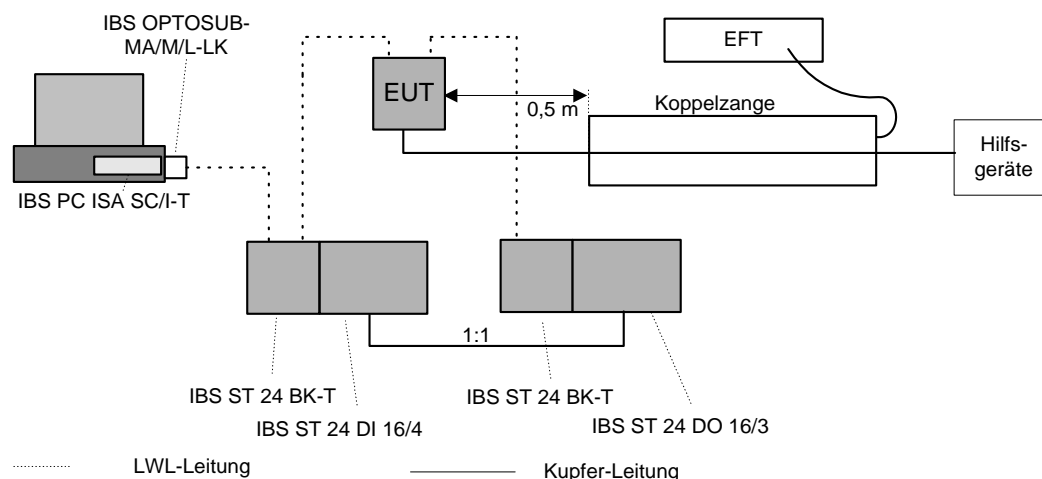 IBS OPTOSUB-
MA/M/L-LK
EFT
EUT
0,5 m
Koppelzange
Hilfs-
geräte
IBS PC ISA SC/I-T
1:1
IBS ST 24 BK-T
IBS ST 24 BK-T
IBS ST 24 DI 16/4
IBS ST 24 DO 16/3
LWL-Leitung
Kupfer-Leitung